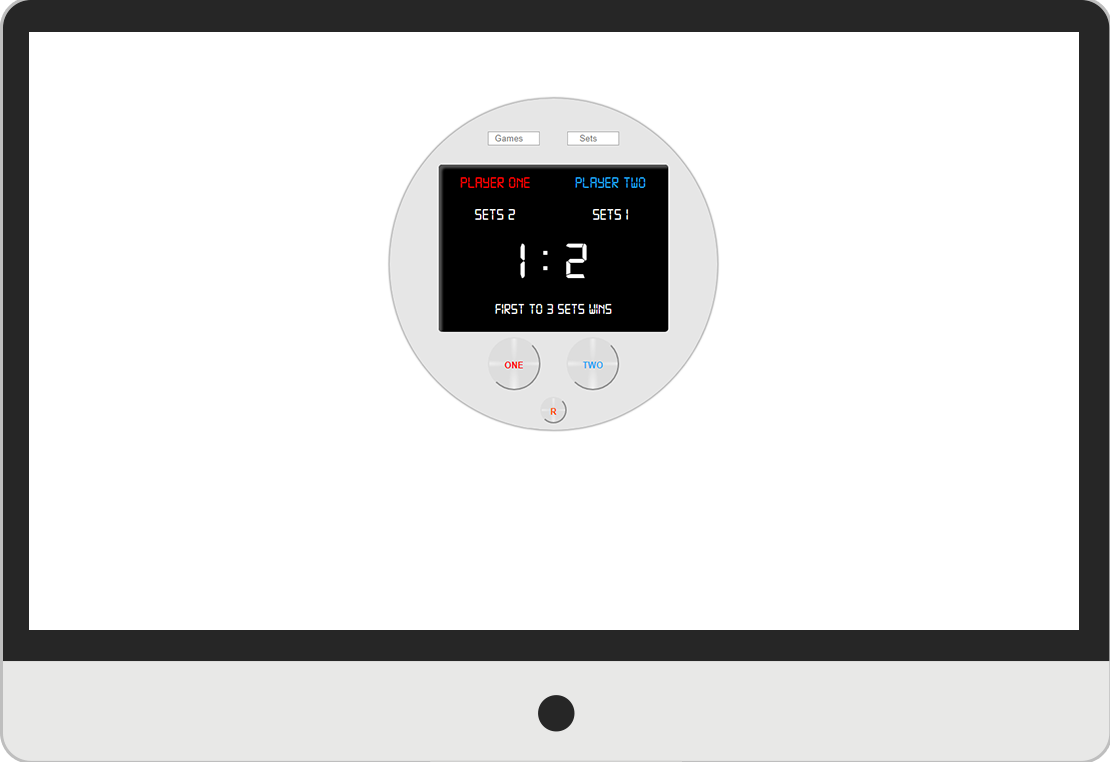 Games Sets
PLAYER ONE PLAYER TWO
SETS 2 SETS 1
1 : 2
FIRST TO 3 SETS WINS
ONE TWO
R